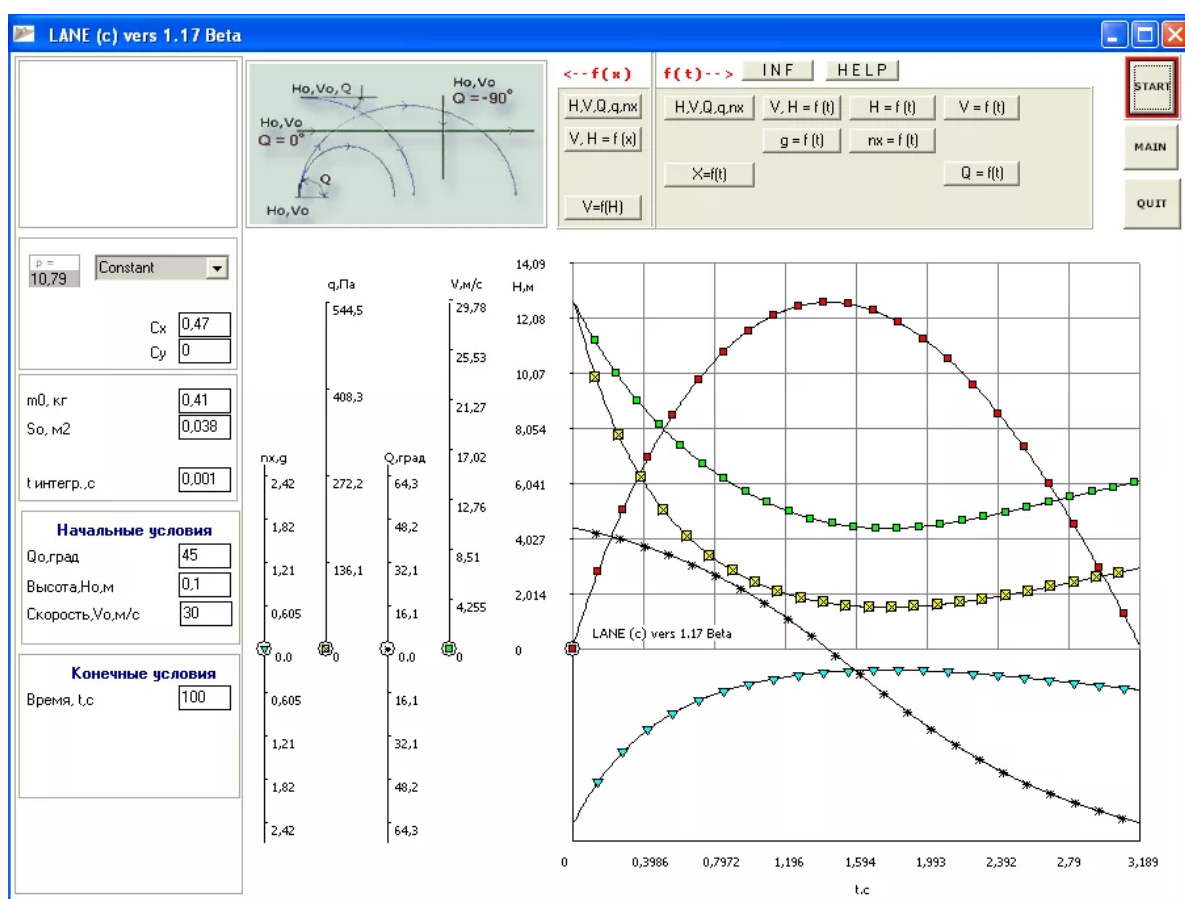 LANE (c) vers 1.17 Beta
Ho,Vo,Q
Ho,Vo
Q =-90°
Ho,Vo
Q = 0°
Q
Ho,Vo
<--f(x)
f(t)-->
INF
HELP
H,V,Q,q,nx
V, H = f (x)
V=f(H)
H,V,Q,q,nx
V, H = f (t)
H = f (t)
V = f (t)
g = f (t)
nx = f (t)
X=f(t)
Q = f(t)
START
MAIN
QUIT
p =
10,79
Constant
Cx 0,47
Cy 0
m0, кг 0,41
So, м2 0,038
t интегр.,с 0,001
Начальные условия
Qo,град 45
Высота,Но,м 0,1
Скорость,Vo,м/с 30
Конечные условия
Время, t,с 100
nx,g
2,42
1,82
1,21
0,605
0.0
0,605
1,21
1,82
2,42
q,Па
544,5
408,3
272,2
136,1
0
Q,град
64,3
48,2
32,1
16,1
0.0
16,1
32,1
48,2
64,3
V,м/с
29,78
25,53
21,27
17,02
12,76
8,51
4,255
0
14,09
H,м
12,08
10,07
8,054
6,041
4,027
2,014
0
LANE (c) vers 1.17 Beta
0 0,3986 0,7972 1,196 1,594 1,993 2,392 2,79 3,189
t,с